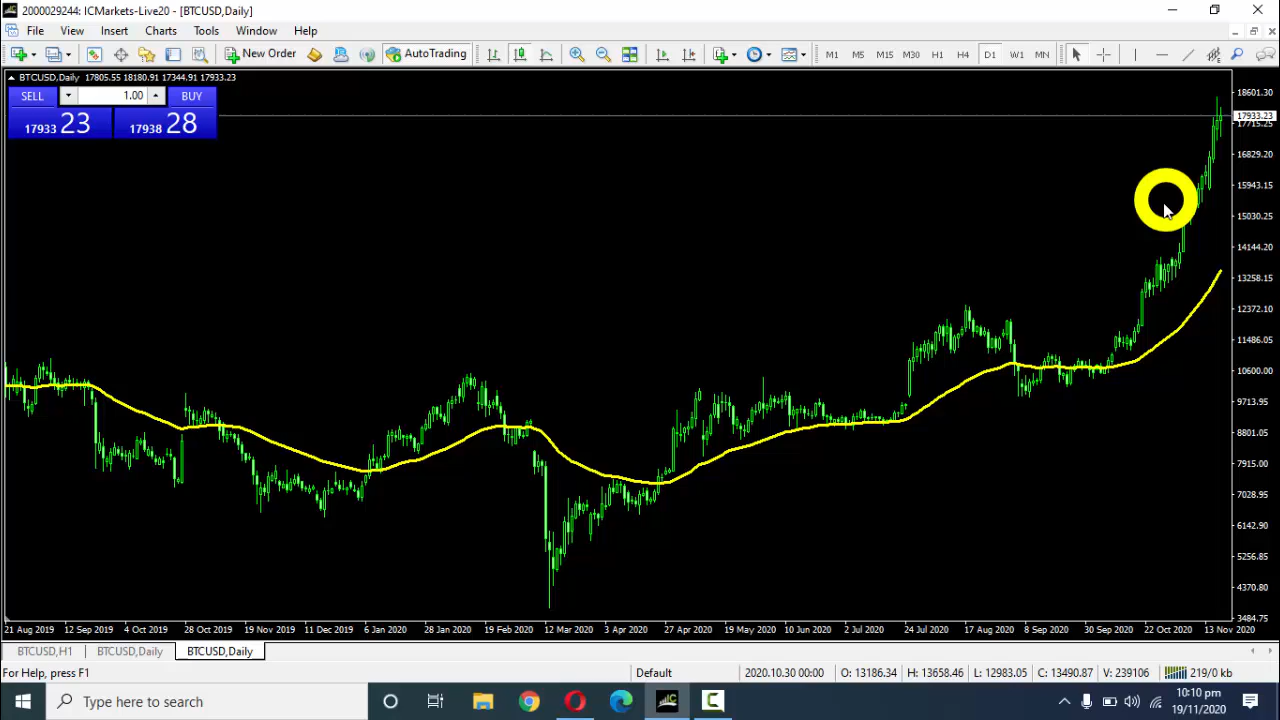 2000029244: ICMarkets-Live20 - [BTCUSD,Daily]
File View Insert Charts Tools Window Help
New Order AutoTrading M1 M5 M15 M30 H1 H4 D1 W1 MN
BTCUSD,Daily 17805.55 18180.91 17344.91 17933.23
SELL 1.00 BUY
17933 23 17938 28
18601.30
17933.23
17715.25
16829.20
15943.15
15030.25
14144.20
13258.15
12372.10
11486.05
10600.00
9713.95
8801.05
7915.00
7028.95
6142.90
5256.85
4370.80
3484.75
21 Aug 2019 12 Sep 2019 4 Oct 2019 28 Oct 2019 19 Nov 2019 11 Dec 2019 6 Jan 2020 28 Jan 2020 19 Feb 2020 12 Mar 2020 3 Apr 2020 27 Apr 2020 19 May 2020 10 Jun 2020 2 Jul 2020 24 Jul 2020 17 Aug 2020 8 Sep 2020 30 Sep 2020 22 Oct 2020 13 Nov 2020
BTCUSD,H1 BTCUSD,Daily BTCUSD,Daily
For Help, press F1 Default 2020.10.30 00:00 O: 13186.34 H: 13658.46 L: 12983.05 C: 13490.87 V: 239106 219/0 kb
Type here to search IC C 10:10 pm
19/11/2020